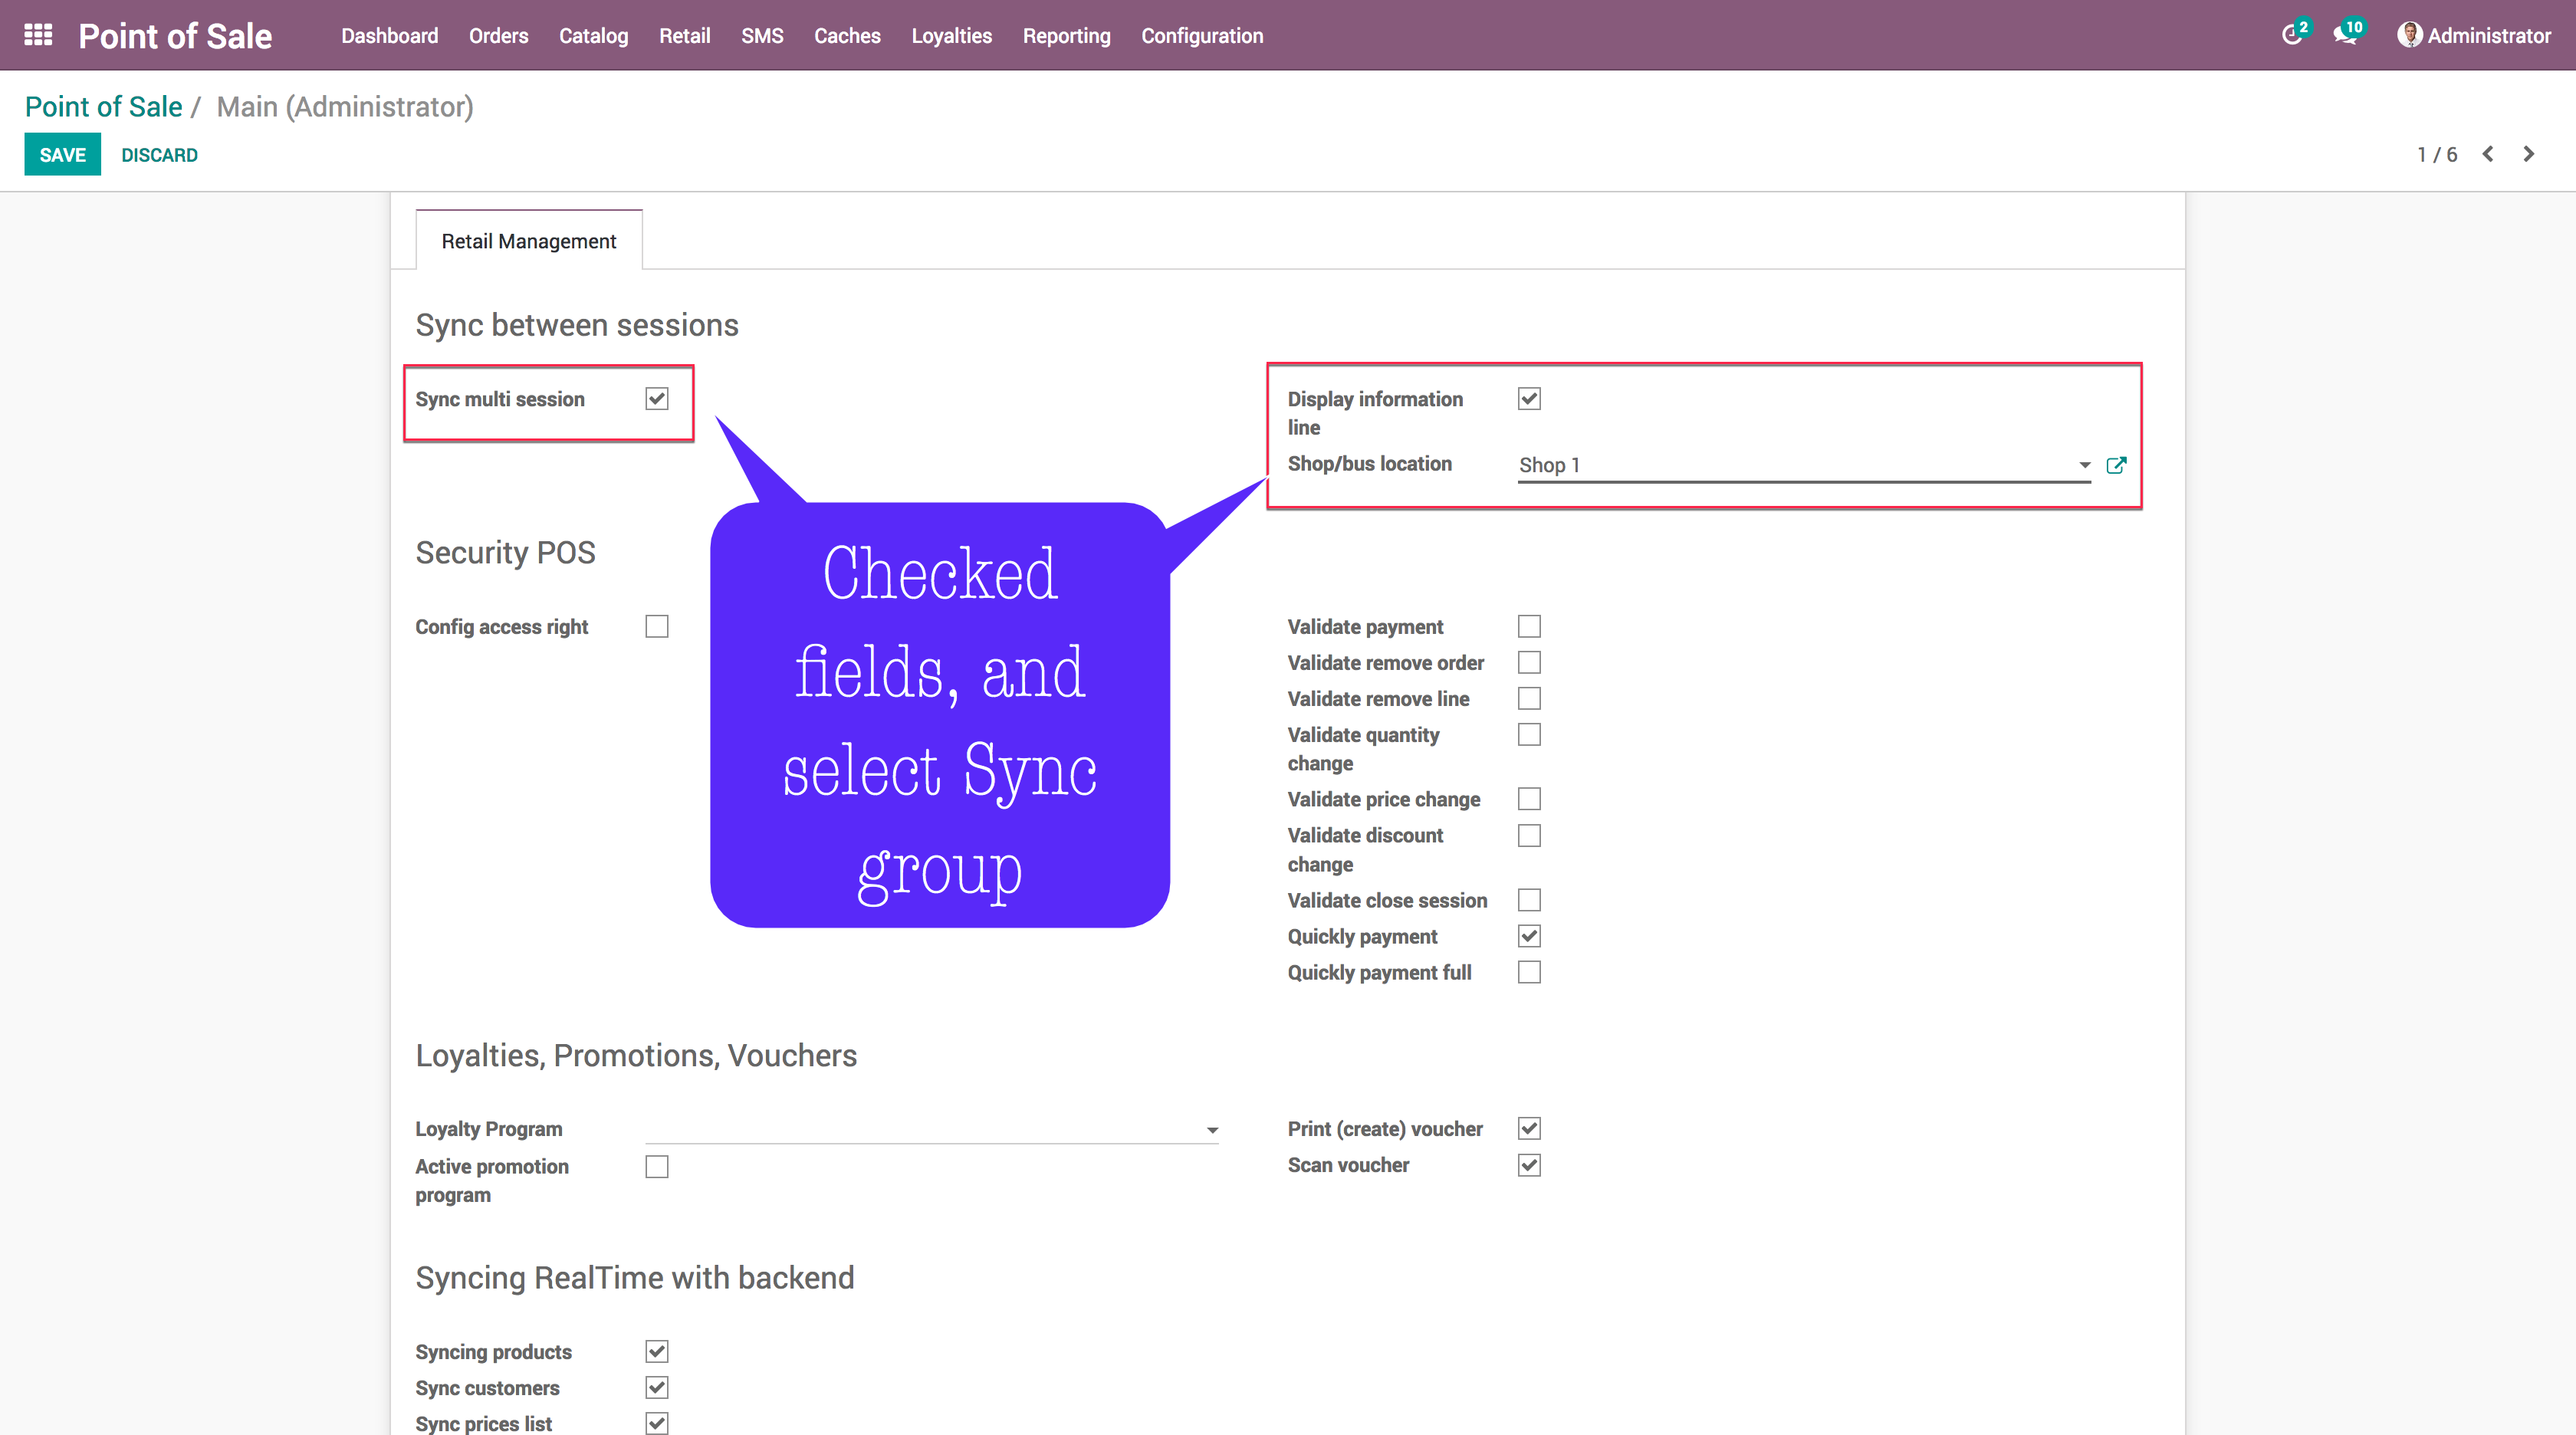 Point of Sale Dashboard Orders Catalog Retail SMS Caches Loyalties Reporting Configuration 2 10 Administrator
Point of Sale / Main (Administrator)
SAVE DISCARD 1 / 6
Retail Management
Sync between sessions
Sync multi session
Display information
line
Shop/bus location Shop 1
Checked
fields, and
select Sync
group
Security POS
Config access right
Validate payment
Validate remove order
Validate remove line
Validate quantity
change
Validate price change
Validate discount
change
Validate close session
Quickly payment
Quickly payment full
Loyalties, Promotions, Vouchers
Loyalty Program
Active promotion
program
Print (create) voucher
Scan voucher
Syncing RealTime with backend
Syncing products
Sync customers
Sync prices list